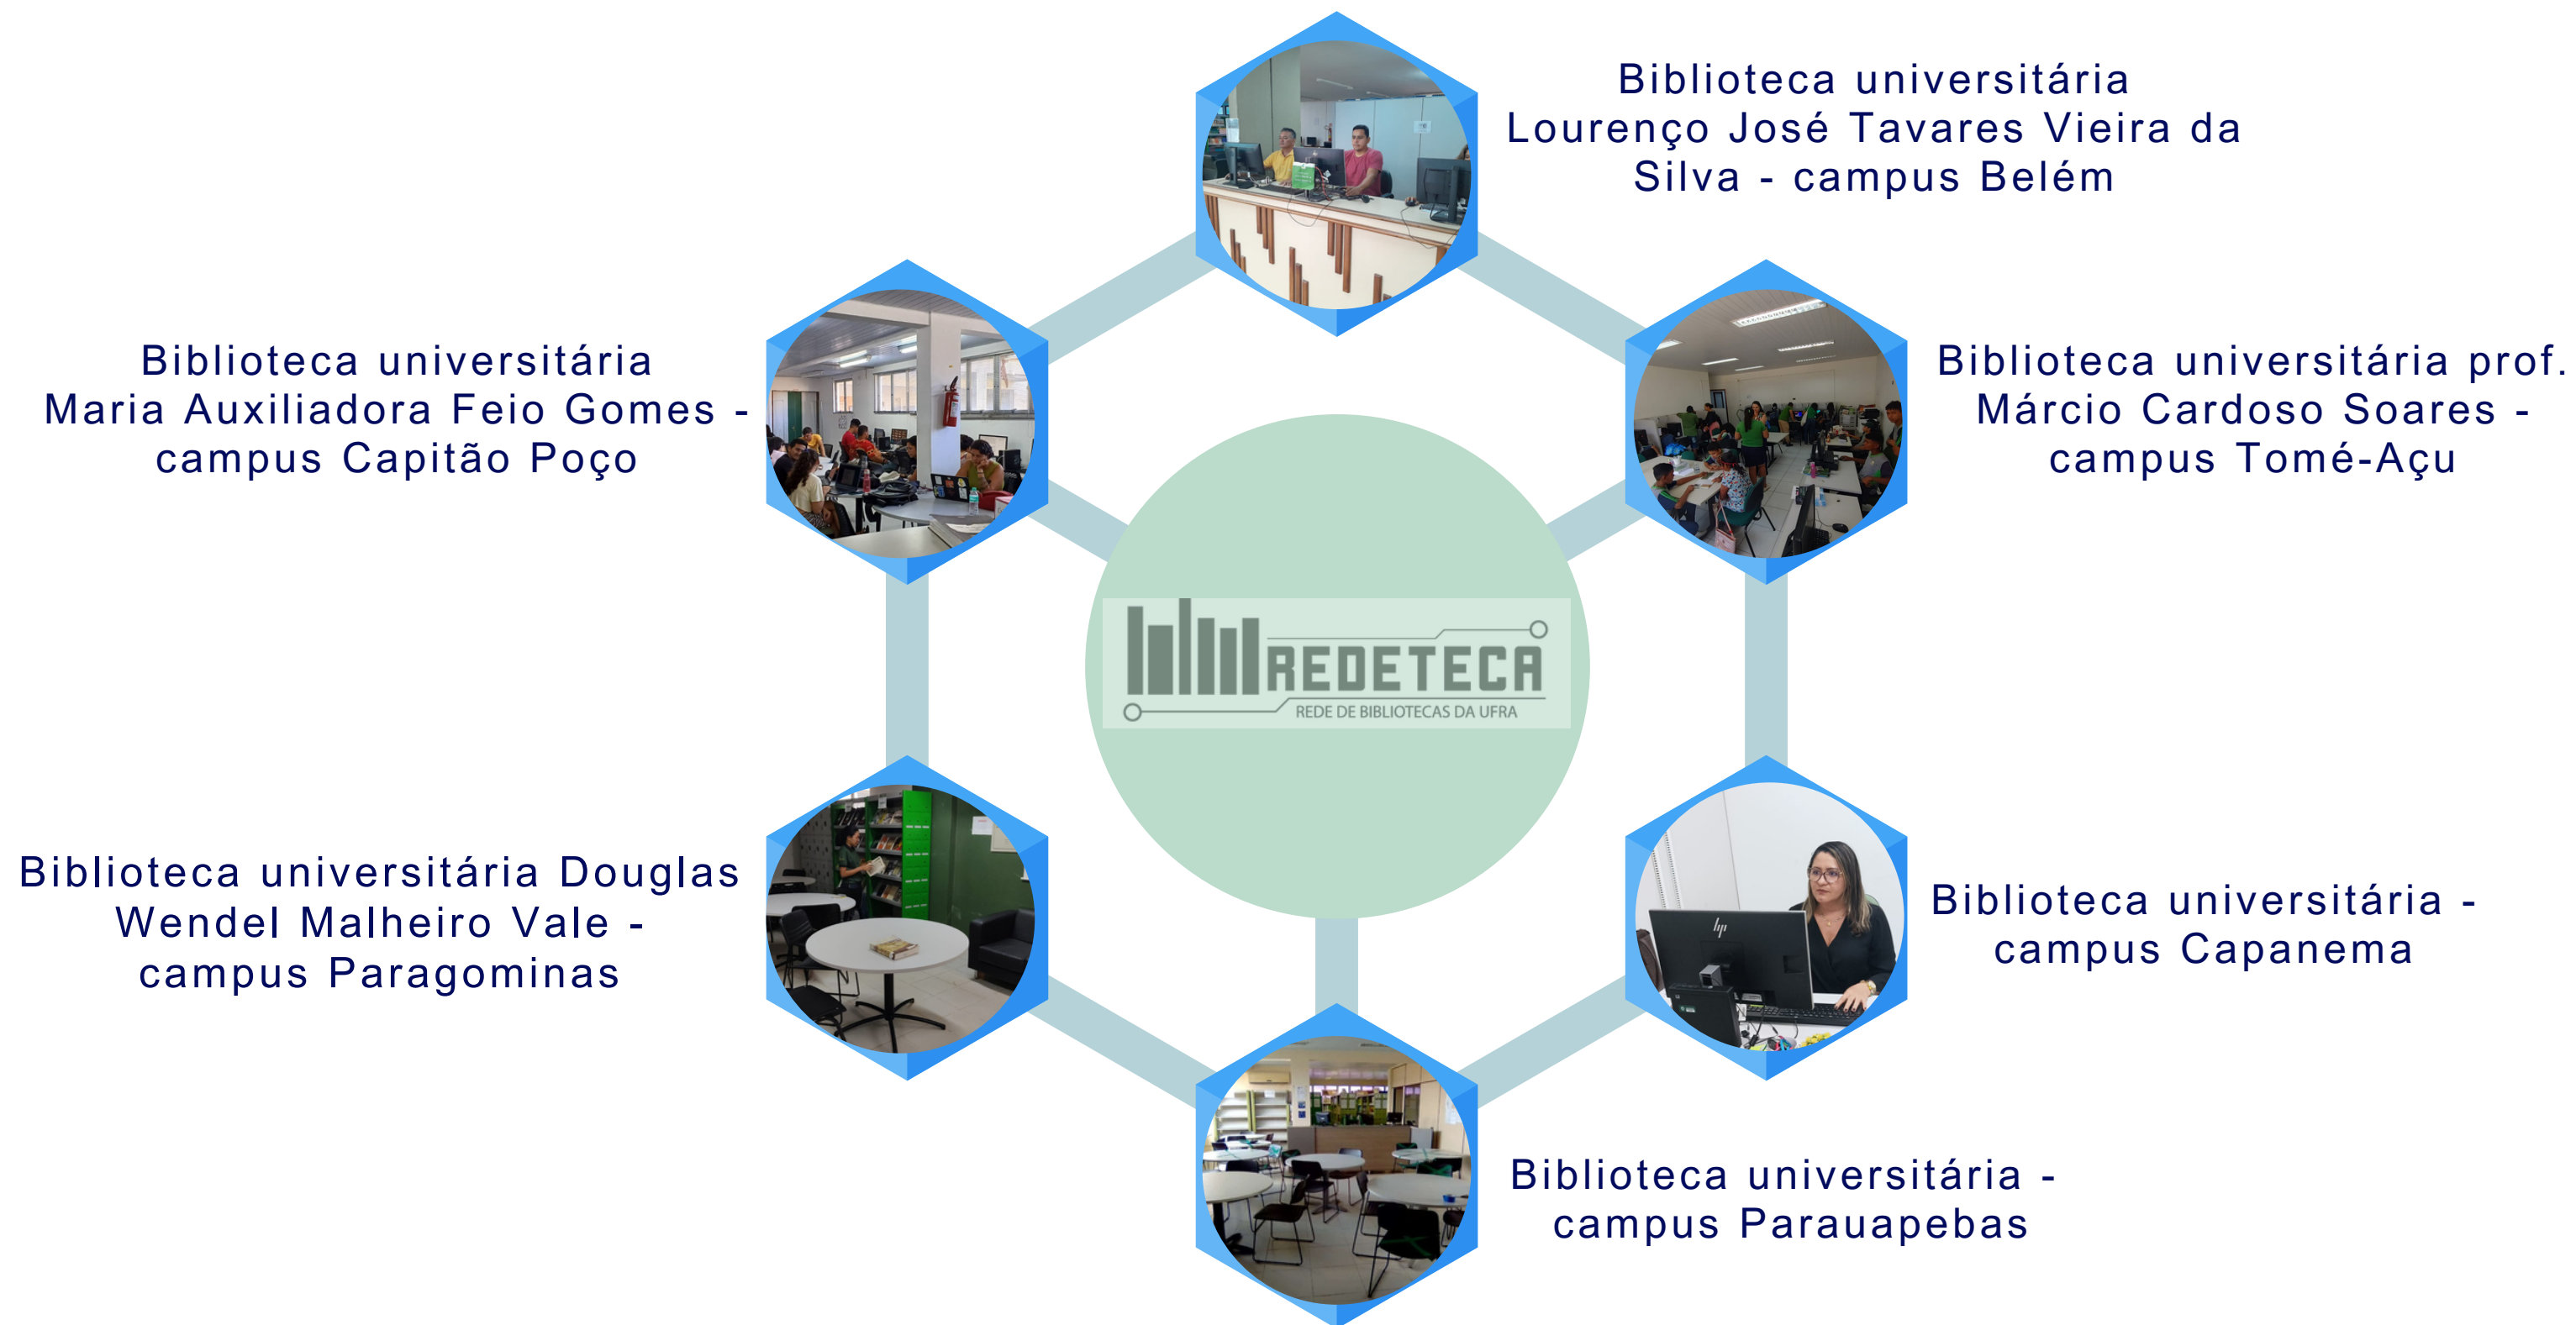 Biblioteca universitária
Lourenço José Tavares Vieira da
Silva - campus Belém
Biblioteca universitária
Maria Auxiliadora Feio Gomes -
campus Capitão Poço
Biblioteca universitária prof.
Márcio Cardoso Soares -
campus Tomé-Açu
REDETECA
REDE DE BIBLIOTECAS DA UFRA
Biblioteca universitária Douglas
Wendel Malheiro Vale -
campus Paragominas
Biblioteca universitária -
campus Capanema
hp
Biblioteca universitária -
campus Parauapebas